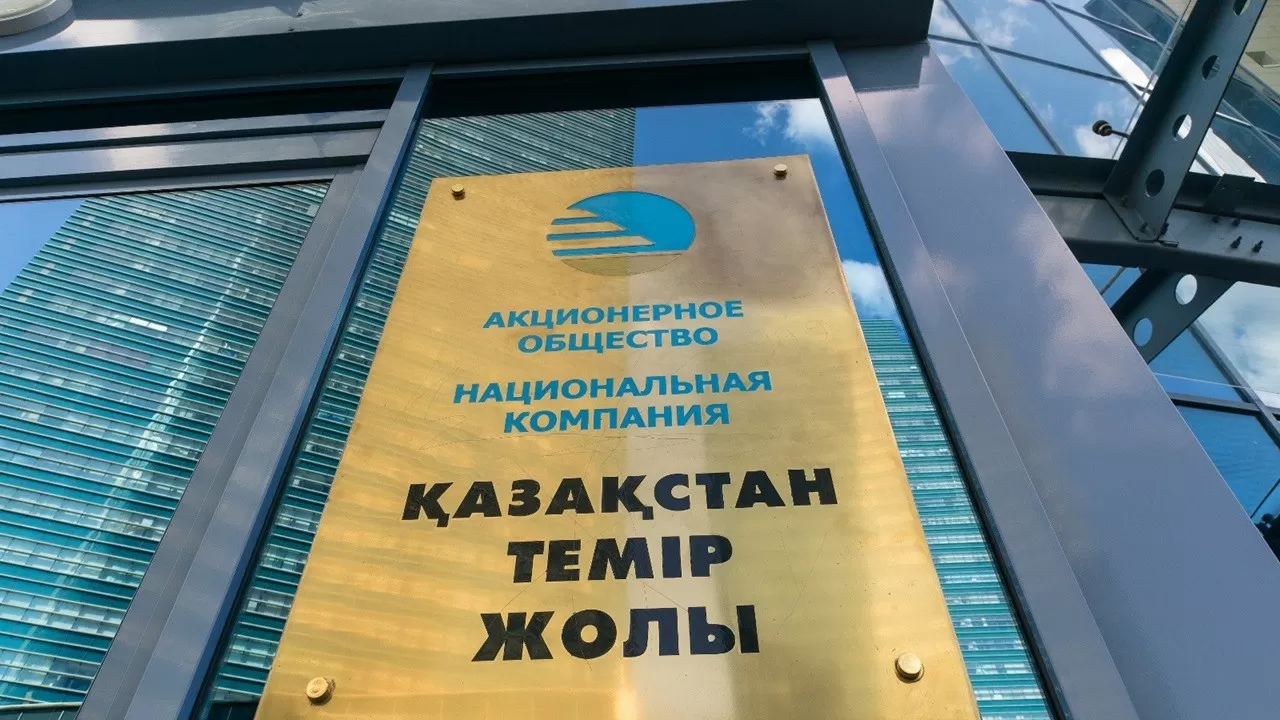 АКЦИОНЕРНОЕ
ОБЩЕСТВО
НАЦИОНАЛЬНАЯ
КОМПАНИЯ
ҚАЗАҚСТАН
ТЕМІР
ЖОЛЫ